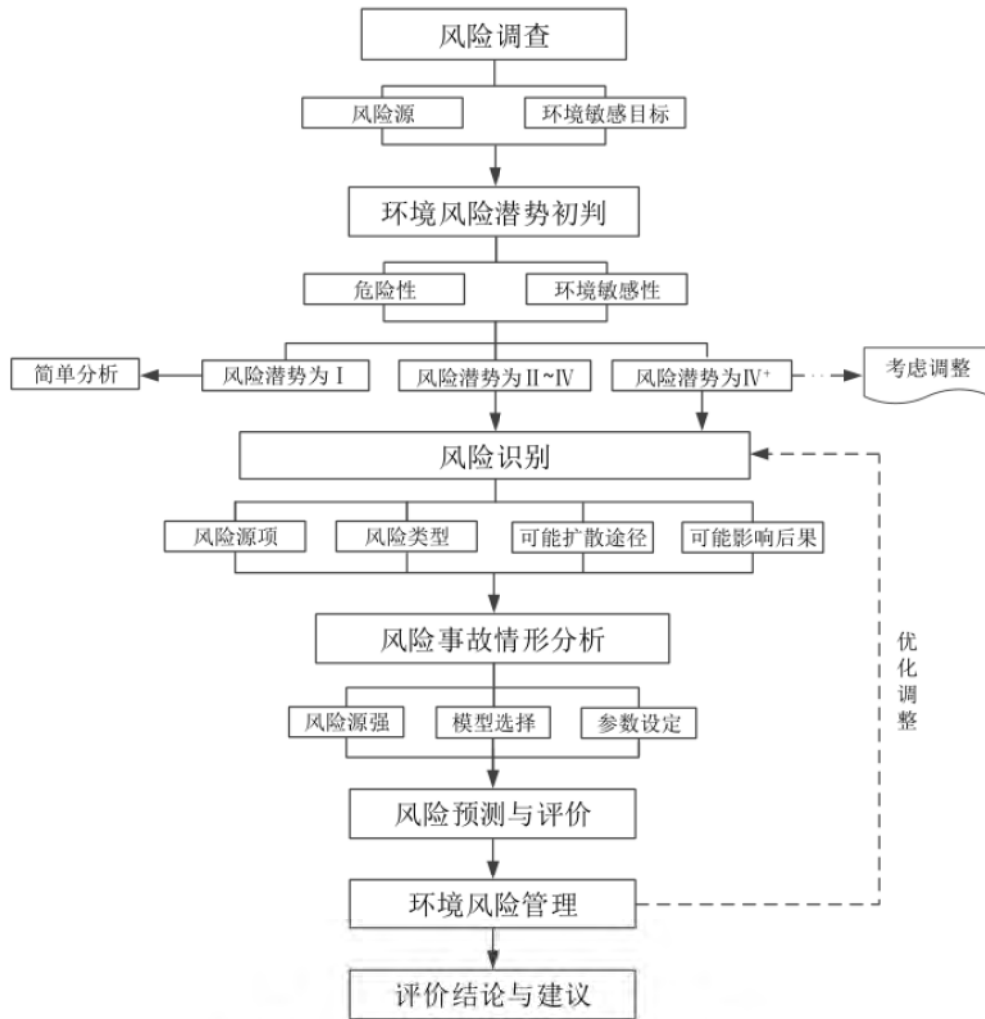 风险调查
风险源
环境敏感目标
环境风险潜势初判
危险性
环境敏感性
简单分析
风险潜势为Ⅰ
风险潜势为Ⅱ~Ⅳ
风险潜势为Ⅳ⁺
考虑调整
风险识别
风险源项
风险类型
可能扩散途径
可能影响后果
风险事故情形分析
优化调整
风险源强
模型选择
参数设定
风险预测与评价
环境风险管理
评价结论与建议